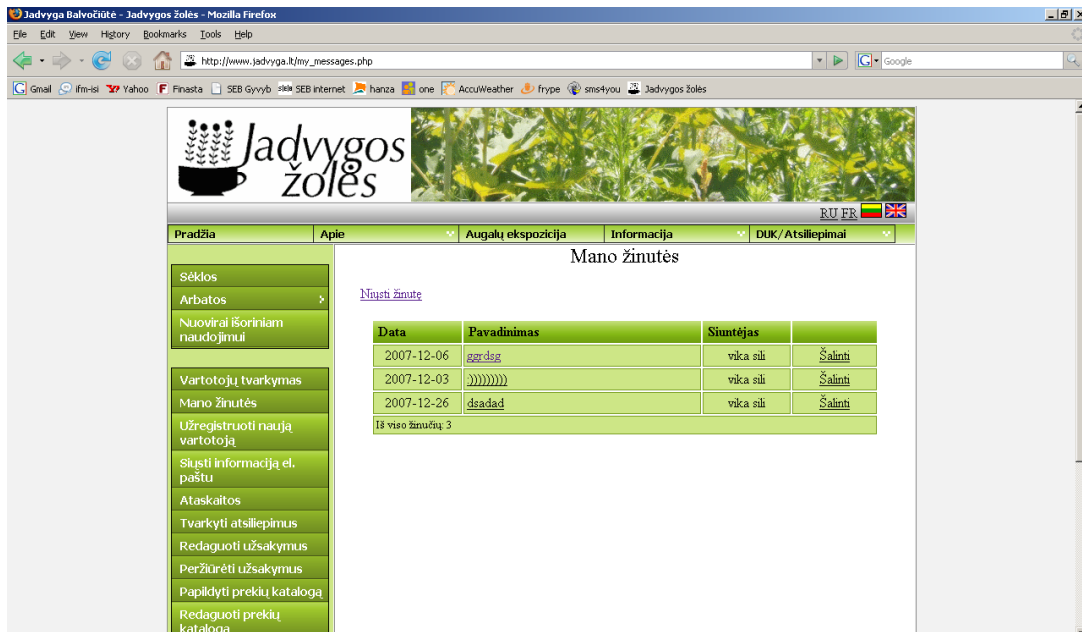 Jadvyga Balvočiūtė - Jadvygos žolės - Mozilla Firefox
File Edit View History Bookmarks Tools Help
http://www.jadvyga.lt/my_messages.php
G Google
Gmail ifm-isi Yahoo Finasta SEB Gyvyb SEB internet hanza one AccuWeather frype sms4you Jadvygos žolės
Jadvygos
žolės
RU FR
Pradžia Apie Augalų ekspozicija Informacija DUK/Atsiliepimai
Mano žinutės
Sėklos
Arbatos
Nuovirai išoriniam
naudojimui
Niųsti žinutę
Data Pavadinimas Siuntėjas
2007-12-06 ggrdsg vika sili Šalinti
2007-12-03 :))))))))) vika sili Šalinti
2007-12-26 dsadad vika sili Šalinti
Iš viso žinučių: 3
Vartotojų tvarkymas
Mano žinutės
Užregistruoti naują
vartotoją
Siųsti informaciją el.
paštu
Ataskaitos
Tvarkyti atsiliepimus
Redaguoti užsakymus
Peržiūrėti užsakymus
Papildyti prekių katalogą
Redaguoti prekių
katalogą